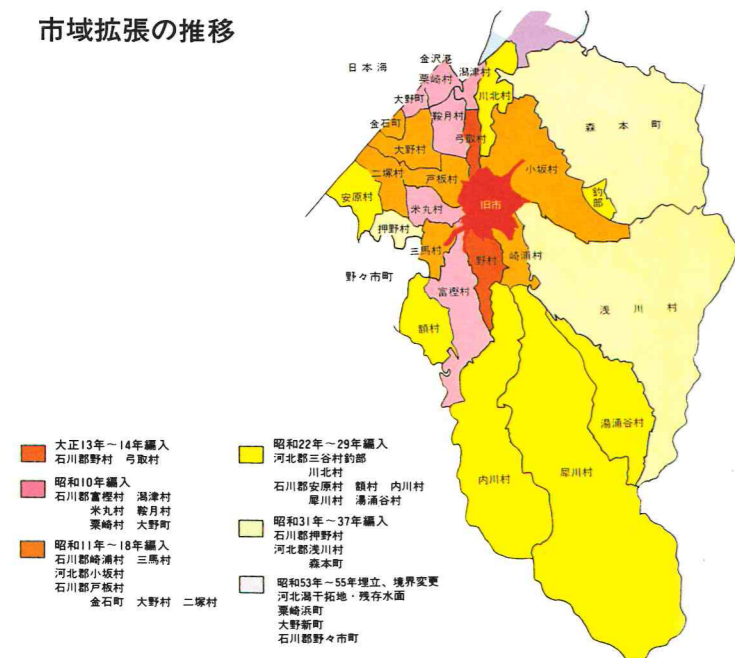 市域拡張の推移
日本海
金沢港
粟崎村
潟津村
大野町
川北村
鞍月村
金石町
弓取村
森本町
大野村
小坂村
二塚村
戸板村
安原村
釣部
米丸村
旧市
押野村
三馬村
野村
崎浦村
野々市町
富樫村
浅川村
額村
湯涌谷村
内川村
犀川村
大正13年～14年編入
石川郡野村 弓取村
昭和10年編入
石川郡富樫村 潟津村
米丸村 鞍月村
粟崎村 大野町
昭和11年～18年編入
石川郡崎浦村 三馬村
河北郡小坂村
石川郡戸板村
金石町 大野村 二塚村
昭和22年～29年編入
河北郡三谷村釣部
川北村
石川郡安原村 額村 内川村
犀川村 湯涌谷村
昭和31年～37年編入
石川郡押野村
河北郡浅川村
森本町
昭和53年～55年埋立、境界変更
河北潟干拓地・残存水面
粟崎浜町
大野新町
石川郡野々市町